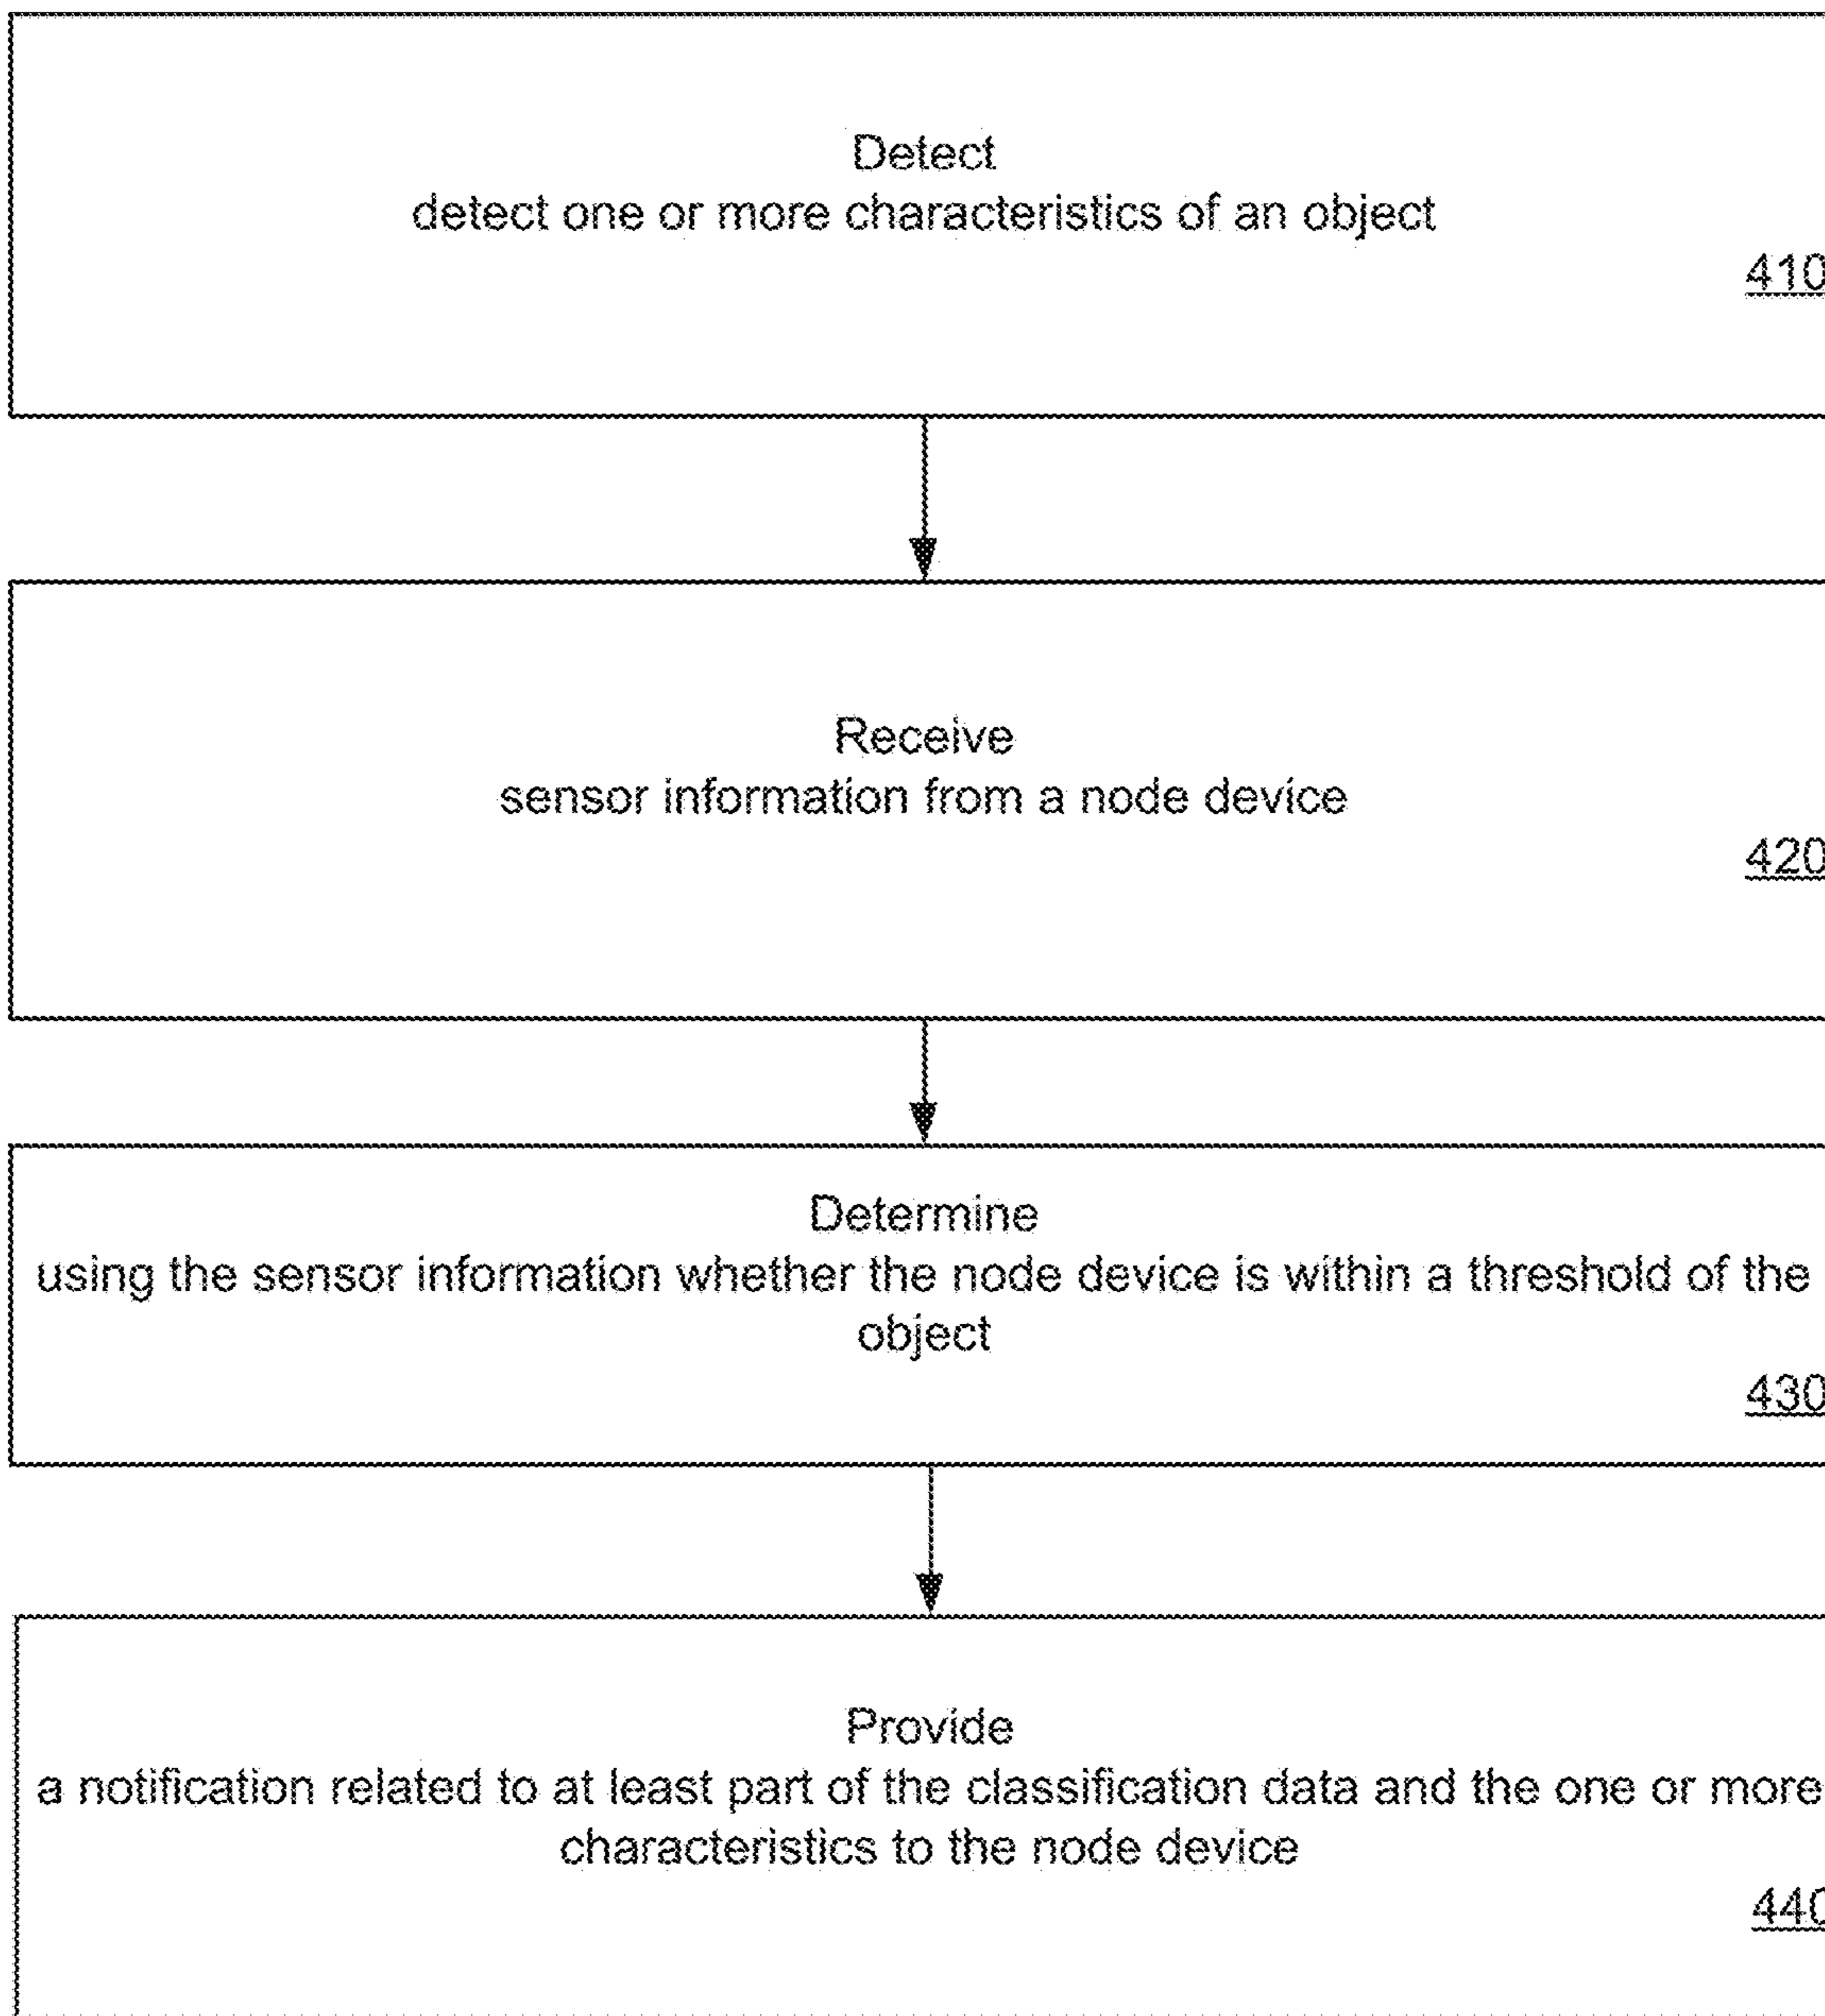 Detect
detect one or more characteristics of an object
410
Receive
sensor information from a node device
420
Determine
using the sensor information whether the node device is within a threshold of the
object
430
Provide
a notification related to at least part of the classification data and the one or more
characteristics to the node device
440